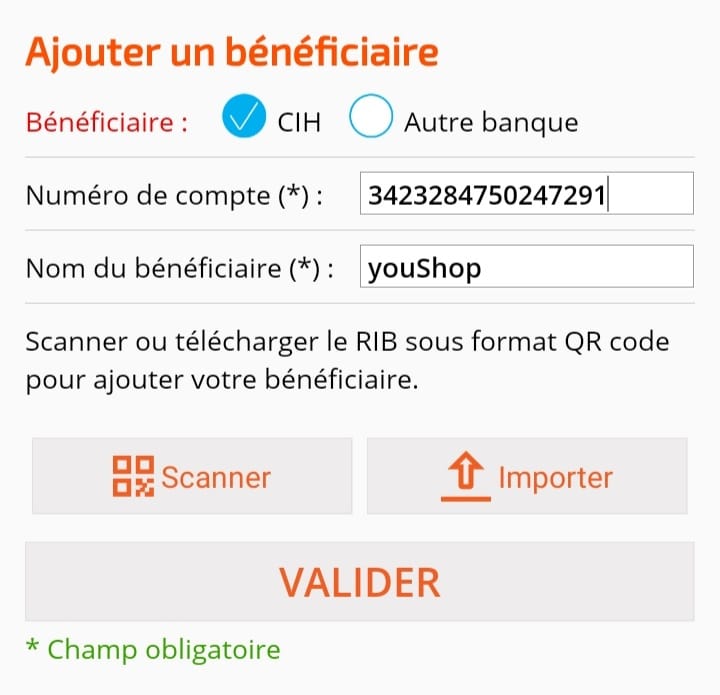 Ajouter un bénéficiaire
Bénéficiaire : CIH Autre banque
Numéro de compte (*) : 3423284750247291
Nom du bénéficiaire (*) : youShop
Scanner ou télécharger le RIB sous format QR code
pour ajouter votre bénéficiaire.
Scanner Importer
VALIDER
* Champ obligatoire